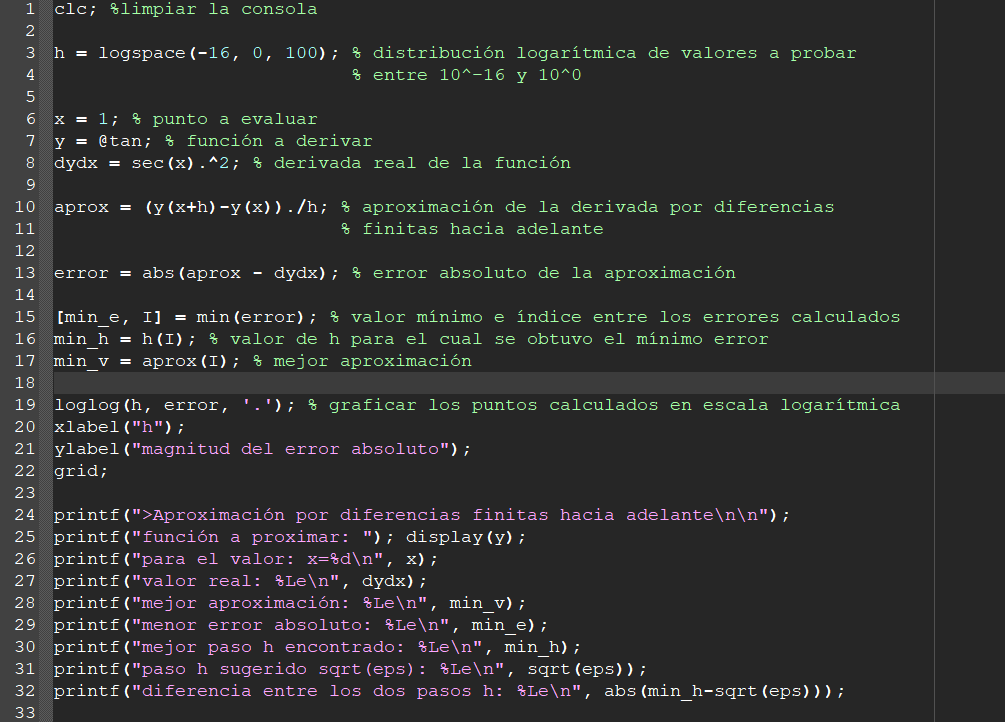 1 clc; %limpiar la consola
2
3 h = logspace(-16, 0, 100); % distribución logarítmica de valores a probar
4 % entre 10^-16 y 10^0
5
6 x = 1; % punto a evaluar
7 y = @tan; % función a derivar
8 dydx = sec(x).^2; % derivada real de la función
9
10 aprox = (y(x+h)-y(x))./h; % aproximación de la derivada por diferencias
11 % finitas hacia adelante
12
13 error = abs(aprox - dydx); % error absoluto de la aproximación
14
15 [min_e, I] = min(error); % valor mínimo e índice entre los errores calculados
16 min_h = h(I); % valor de h para el cual se obtuvo el mínimo error
17 min_v = aprox(I); % mejor aproximación
18
19 loglog(h, error, '.'); % graficar los puntos calculados en escala logarítmica
20 xlabel("h");
21 ylabel("magnitud del error absoluto");
22 grid;
23
24 printf(">Aproximación por diferencias finitas hacia adelante\n\n");
25 printf("función a proximar: "); display(y);
26 printf("para el valor: x=%d\n", x);
27 printf("valor real: %Le\n", dydx);
28 printf("mejor aproximación: %Le\n", min_v);
29 printf("menor error absoluto: %Le\n", min_e);
30 printf("mejor paso h encontrado: %Le\n", min_h);
31 printf("paso h sugerido sqrt(eps): %Le\n", sqrt(eps));
32 printf("diferencia entre los dos pasos h: %Le\n", abs(min_h-sqrt(eps)));
33